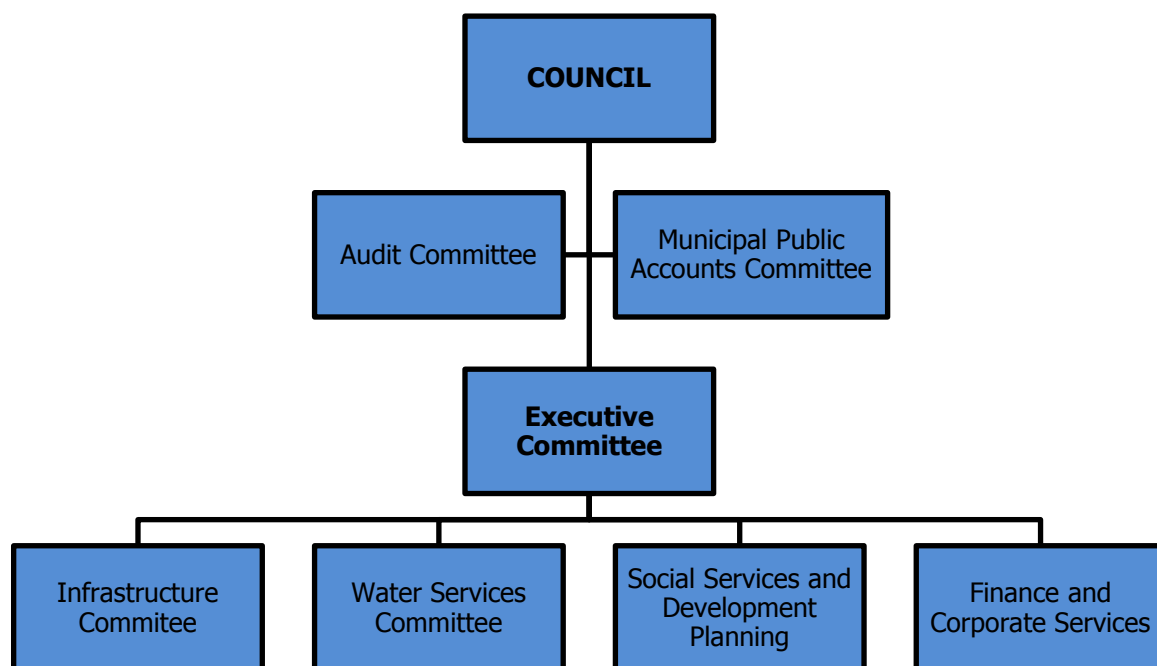 COUNCIL
Audit Committee
Municipal Public
Accounts Committee
Executive
Committee
Infrastructure
Commitee
Water Services
Committee
Social Services and
Development
Planning
Finance and
Corporate Services